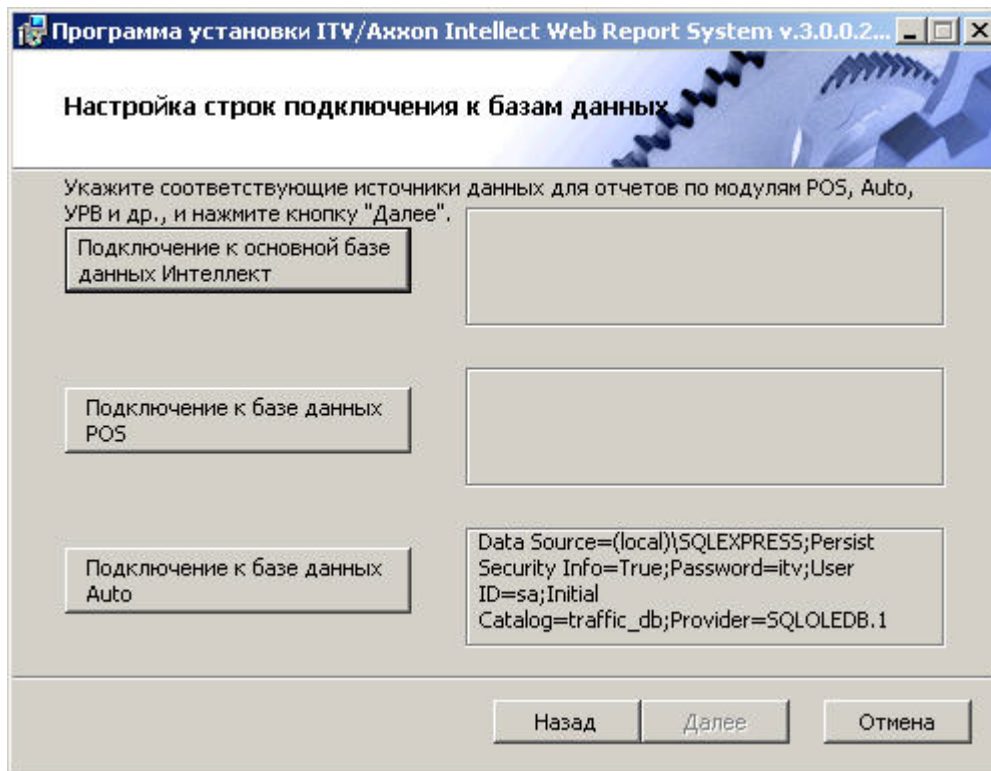 Программа установки ITV/Axxon Intellect Web Report System v.3.0.0.2...
Настройка строк подключения к базам данных
Укажите соответствующие источники данных для отчетов по модулям POS, Auto,
УРВ и др., и нажмите кнопку "Далее".
Подключение к основной базе
данных Интеллект
Подключение к базе данных
POS
Подключение к базе данных
Auto
Data Source=(local)\SQLEXPRESS;Persist
Security Info=True;Password=itv;User
ID=sa;Initial
Catalog=traffic_db;Provider=SQLOLEDB.1
Назад
Далее
Отмена